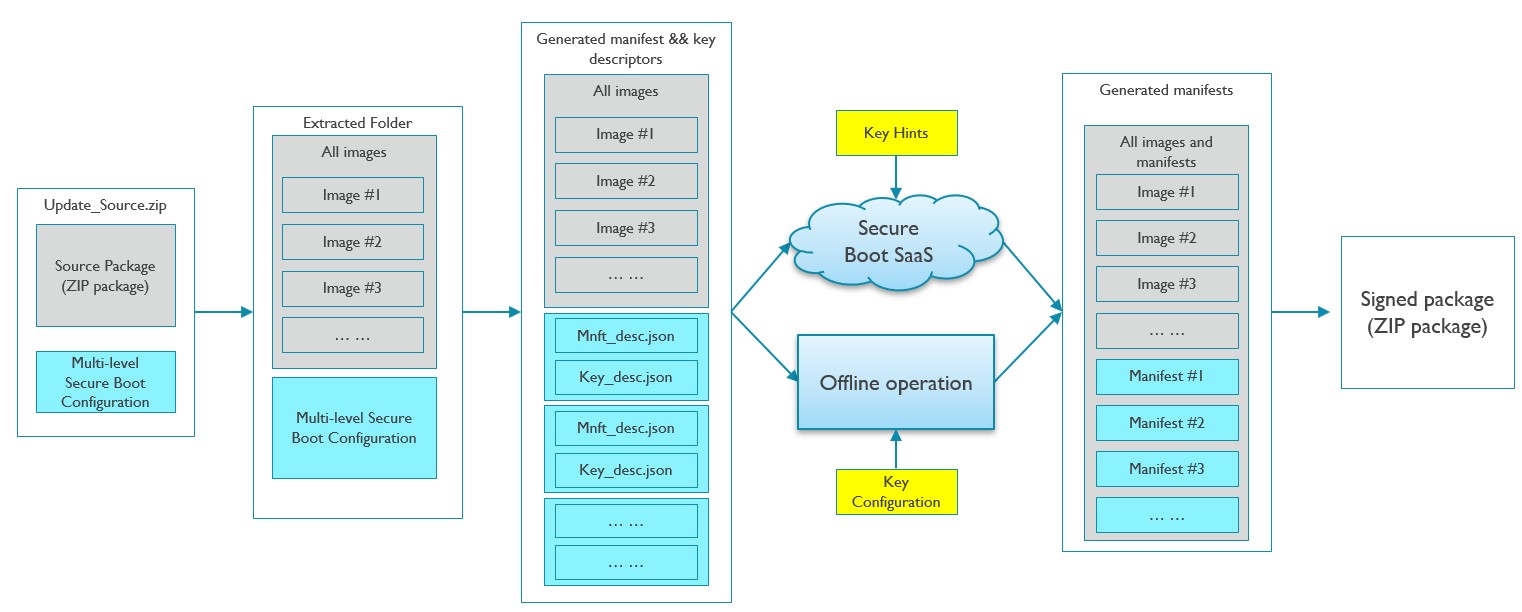 Update_Source.zip
Source Package
(ZIP package)
Multi-level
Secure Boot
Configuration
Extracted Folder
All images
Image #1
Image #2
Image #3
... ...
Multi-level Secure
Boot Configuration
Generated manifest && key
descriptors
All images
Image #1
Image #2
Image #3
... ...
Mnft_desc.json
Key_desc.json
Mnft_desc.json
Key_desc.json
... ...
... ...
Key Hints
Secure
Boot SaaS
Offline operation
Key
Configuration
Generated manifests
All images and
manifests
Image #1
Image #2
Image #3
... ...
Manifest #1
Manifest #2
Manifest #3
... ...
Signed package
(ZIP package)